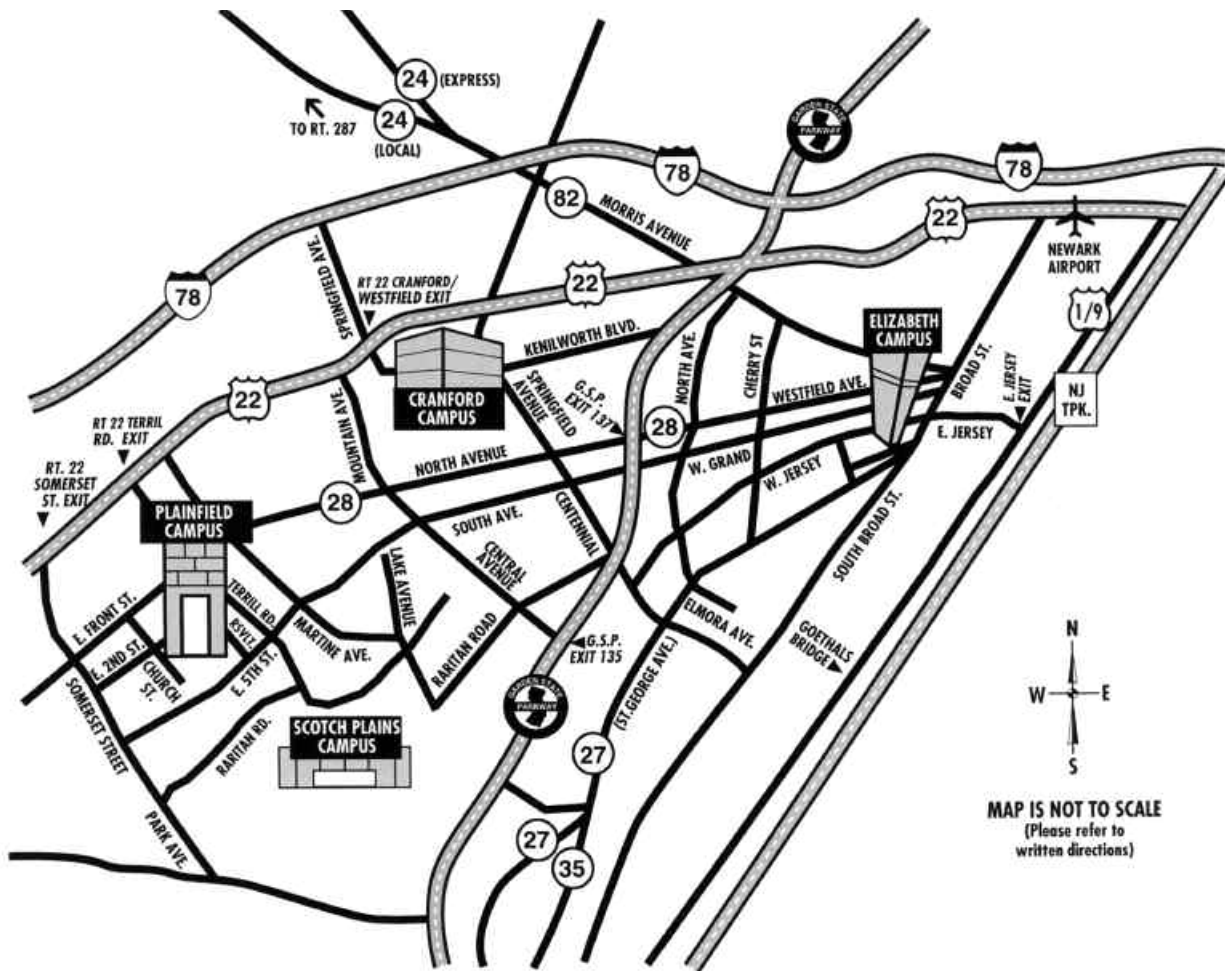 24
(EXPRESS)
TO RT. 287
24
(LOCAL)
GARDEN STATE
PARKWAY
78
78
82
MORRIS AVENUE
22
NEWARK
AIRPORT
SPRINGFIELD AVE.
RT 22 CRANFORD/
WESTFIELD EXIT
22
78
1/9
KENILWORTH BLVD.
ELIZABETH
CAMPUS
CRANFORD
CAMPUS
SPRINGFIELD
AVENUE
G.S.P.
EXIT 137
NORTH AVE.
CHERRY ST
WESTFIELD AVE.
BROAD ST.
E. JERSEY
EXIT
NJ
TPK.
22
MOUNTAIN AVE.
RT 22 TERRIL
RD. EXIT
28
E. JERSEY
W. GRAND
W. JERSEY
NORTH AVENUE
28
RT. 22
SOMERSET
ST. EXIT
PLAINFIELD
CAMPUS
SOUTH AVE.
CENTENNIAL
SOUTH BROAD ST.
LAKE AVENUE
CENTRAL
AVENUE
TERRILL RD.
RSVLT.
E. FRONT ST.
E. 2ND ST.
CHURCH
ST.
E. 5TH ST.
MARTINE AVE.
RARITAN ROAD
G.S.P.
EXIT 135
ELMORA AVE.
GOETHALS
BRIDGE
N
W
E
S
SOMERSET STREET
RARITAN RD.
SCOTCH PLAINS
CAMPUS
GARDEN STATE
PARKWAY
(ST.GEORGE AVE.)
27
PARK AVE.
27
35
MAP IS NOT TO SCALE
(Please refer to
written directions)